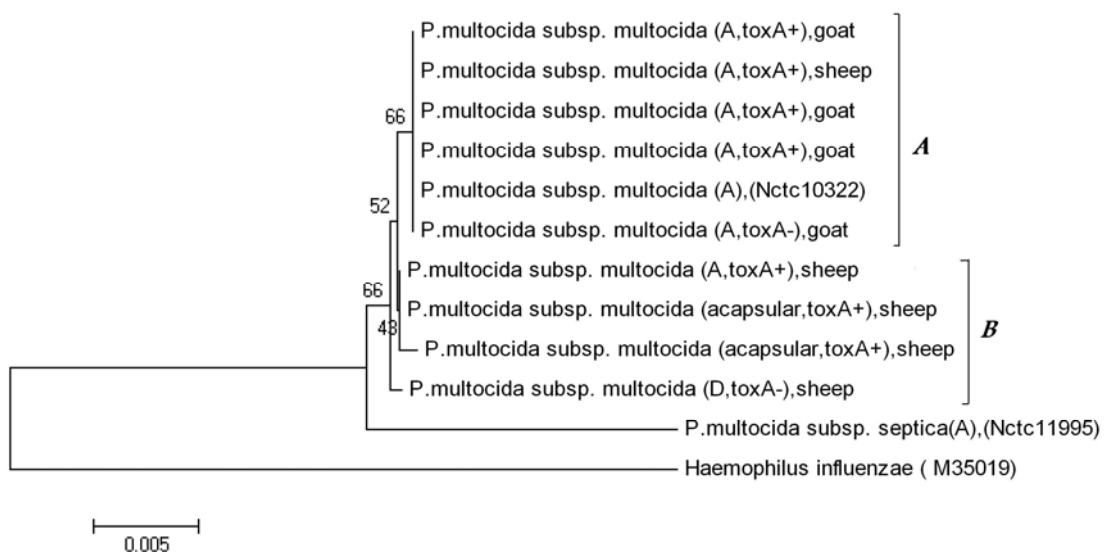 P.multocida subsp. multocida (A,toxA+),goat
P.multocida subsp. multocida (A,toxA+),sheep
P.multocida subsp. multocida (A,toxA+),goat
66
P.multocida subsp. multocida (A,toxA+),goat
A
P.multocida subsp. multocida (A),(Nctc10322)
52
P.multocida subsp. multocida (A,toxA-),goat
P.multocida subsp. multocida (A,toxA+),sheep
66
P.multocida subsp. multocida (acapsular,toxA+),sheep
43
B
P.multocida subsp. multocida (acapsular,toxA+),sheep
P.multocida subsp. multocida (D,toxA-),sheep
P.multocida subsp. septica(A),(Nctc11995)
Haemophilus influenzae ( M35019)
0.005